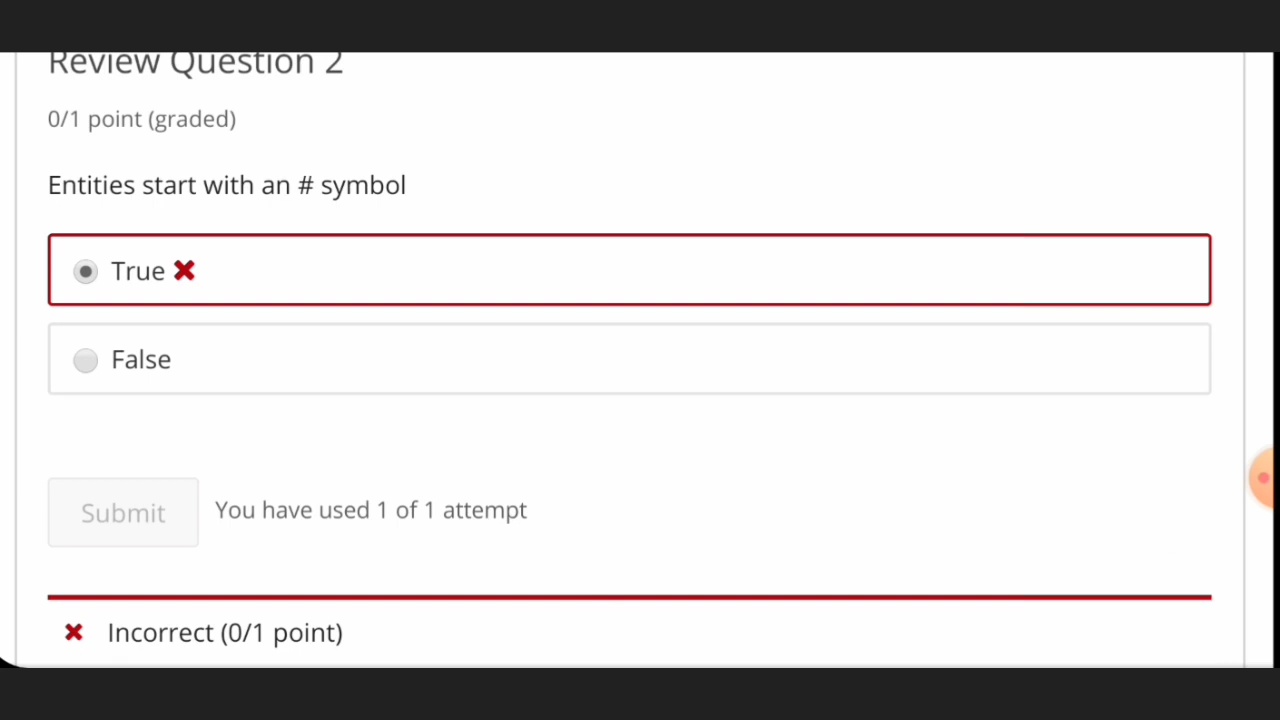 Review Question 2
0/1 point (graded)
Entities start with an # symbol
True
False
Submit
You have used 1 of 1 attempt
Incorrect (0/1 point)